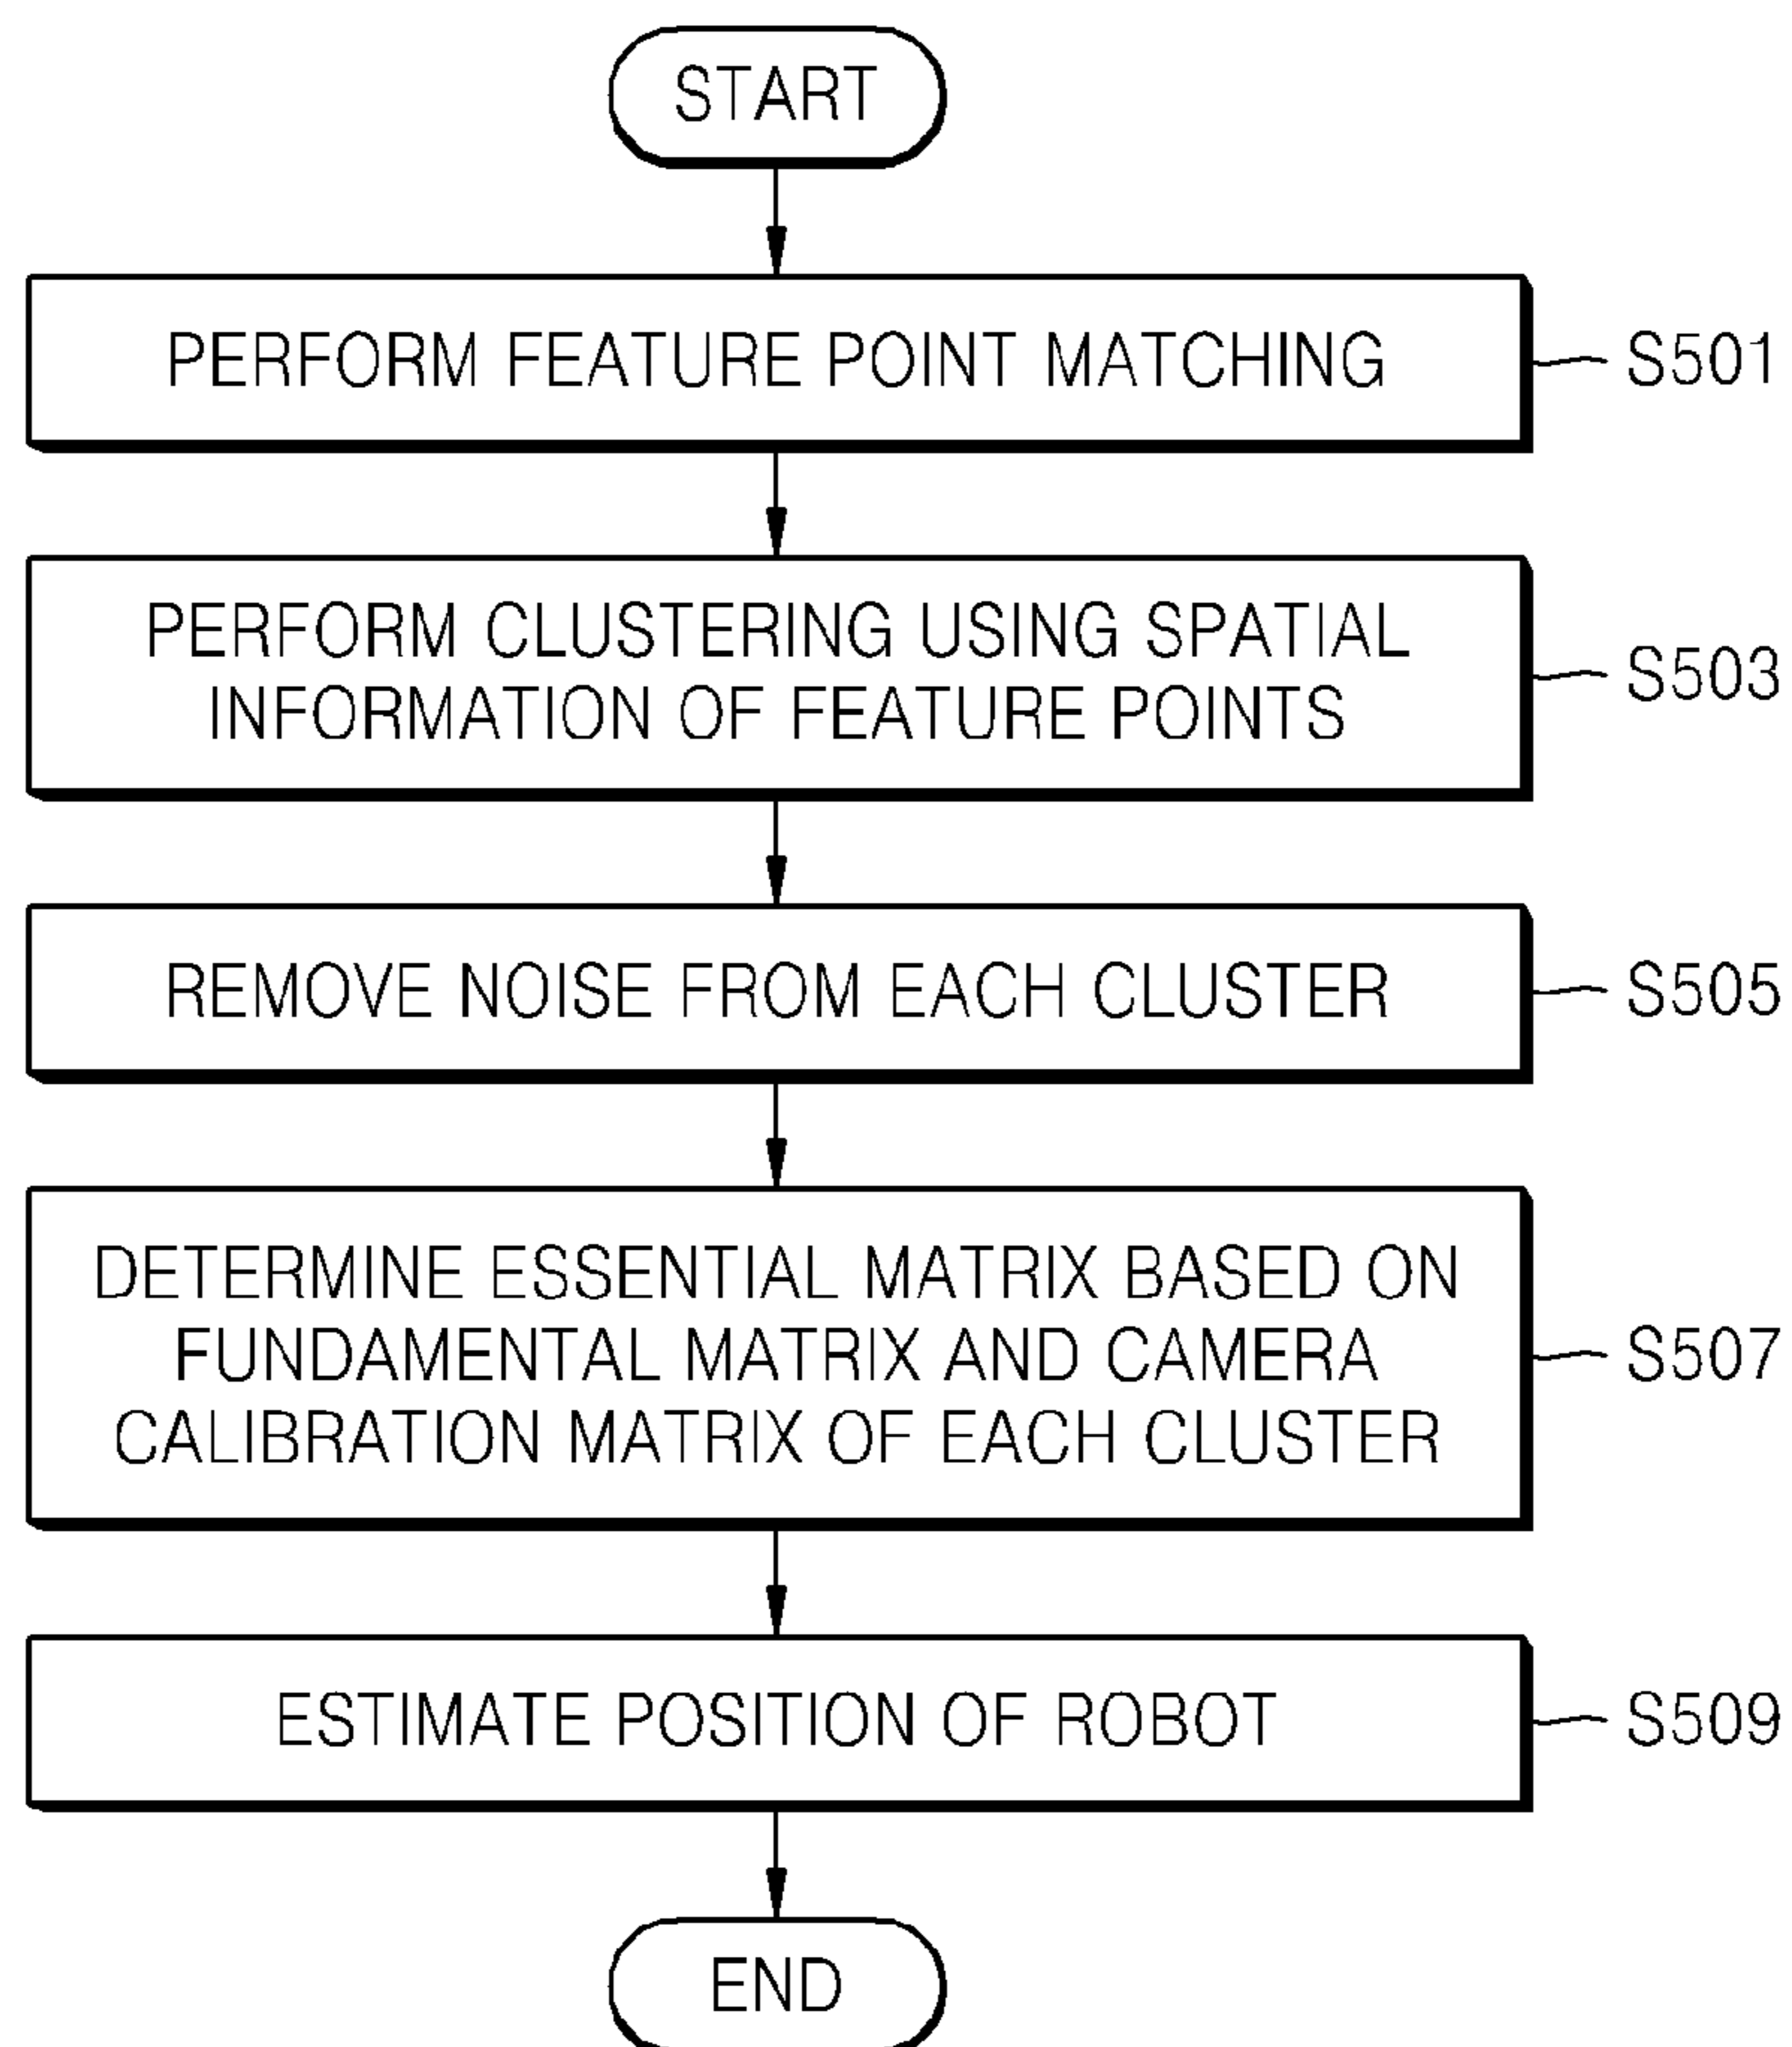 START
PERFORM FEATURE POINT MATCHING
S501
PERFORM CLUSTERING USING SPATIAL
INFORMATION OF FEATURE POINTS
S503
REMOVE NOISE FROM EACH CLUSTER
S505
DETERMINE ESSENTIAL MATRIX BASED ON
FUNDAMENTAL MATRIX AND CAMERA
CALIBRATION MATRIX OF EACH CLUSTER
S507
ESTIMATE POSITION OF ROBOT
S509
END